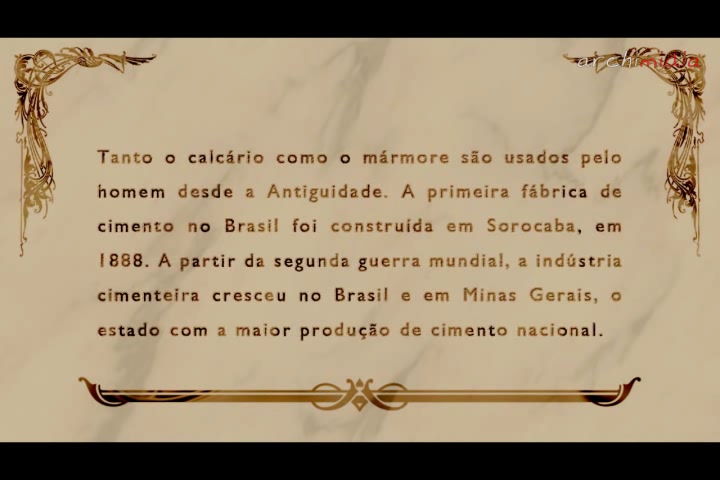 archimidia
Tanto o calcário como o mármore são usados pelo
homem desde a Antiguidade. A primeira fábrica de
cimento no Brasil foi construída em Sorocaba, em
1888. A partir da segunda guerra mundial, a indústria
cimenteira cresceu no Brasil e em Minas Gerais, o
estado com a maior produção de cimento nacional.